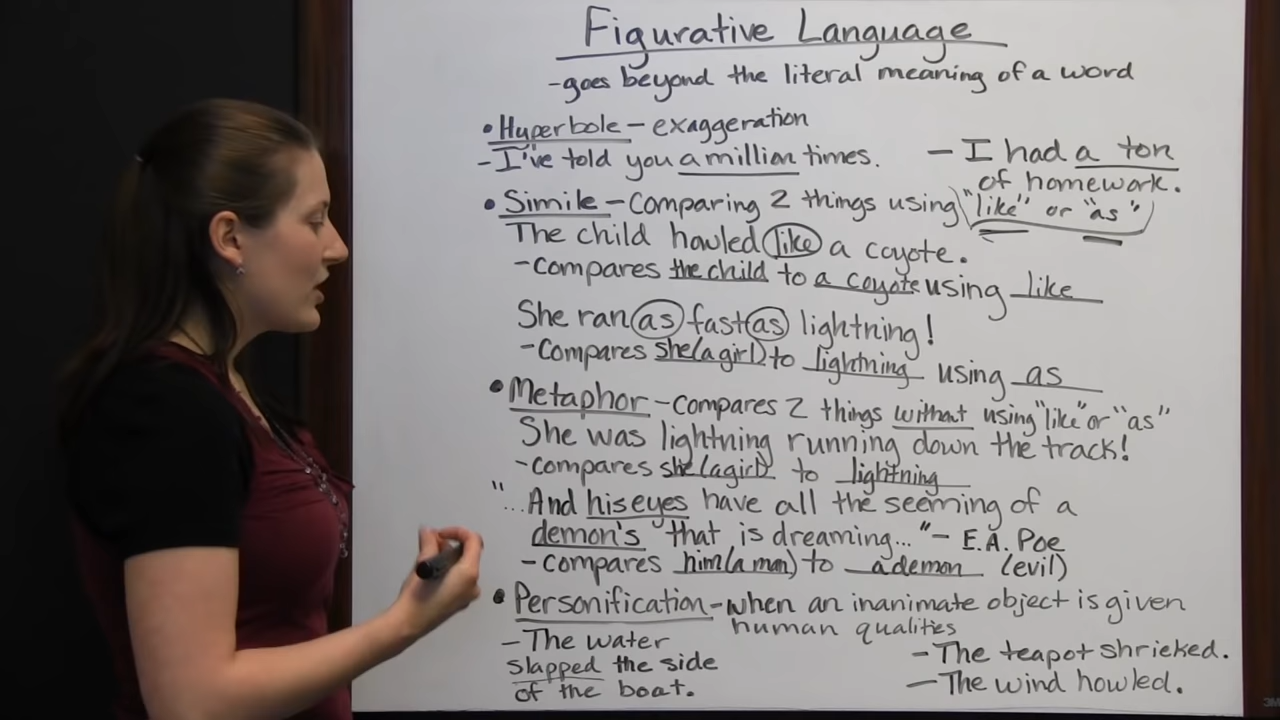 Figurative Language
-goes beyond the literal meaning of a word
•Hyperbole - exaggeration
-I've told you a million times.
- I had a ton
of homework.
•Simile - Comparing 2 things using "like" or "as"
The child howled like a coyote.
-Compares the child to a coyote using like
She ran as fast as lightning!
-Compares she (a girl) to lightning using as
•Metaphor - compares 2 things without using "like" or "as"
She was lightning running down the track!
-compares she (a girl) to lightning
"...And his eyes have all the seeming of a
demon's that is dreaming..." - E.A. Poe
-compares him (a man) to a demon (evil)
•Personification - when an inanimate object is given
human qualities
-The water
slapped the side
of the boat.
-The teapot shrieked.
-The wind howled.
3M